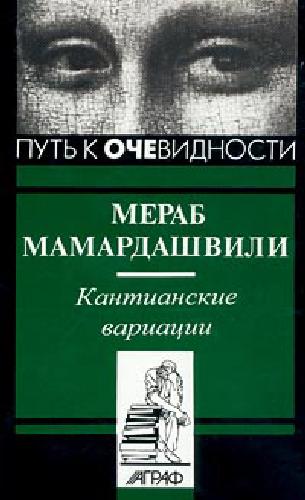 ПУТЬ К ОЧЕВИДНОСТИ
МЕРАБ
МАМАРДАШВИЛИ
Кантианские
вариации
АГРАФ